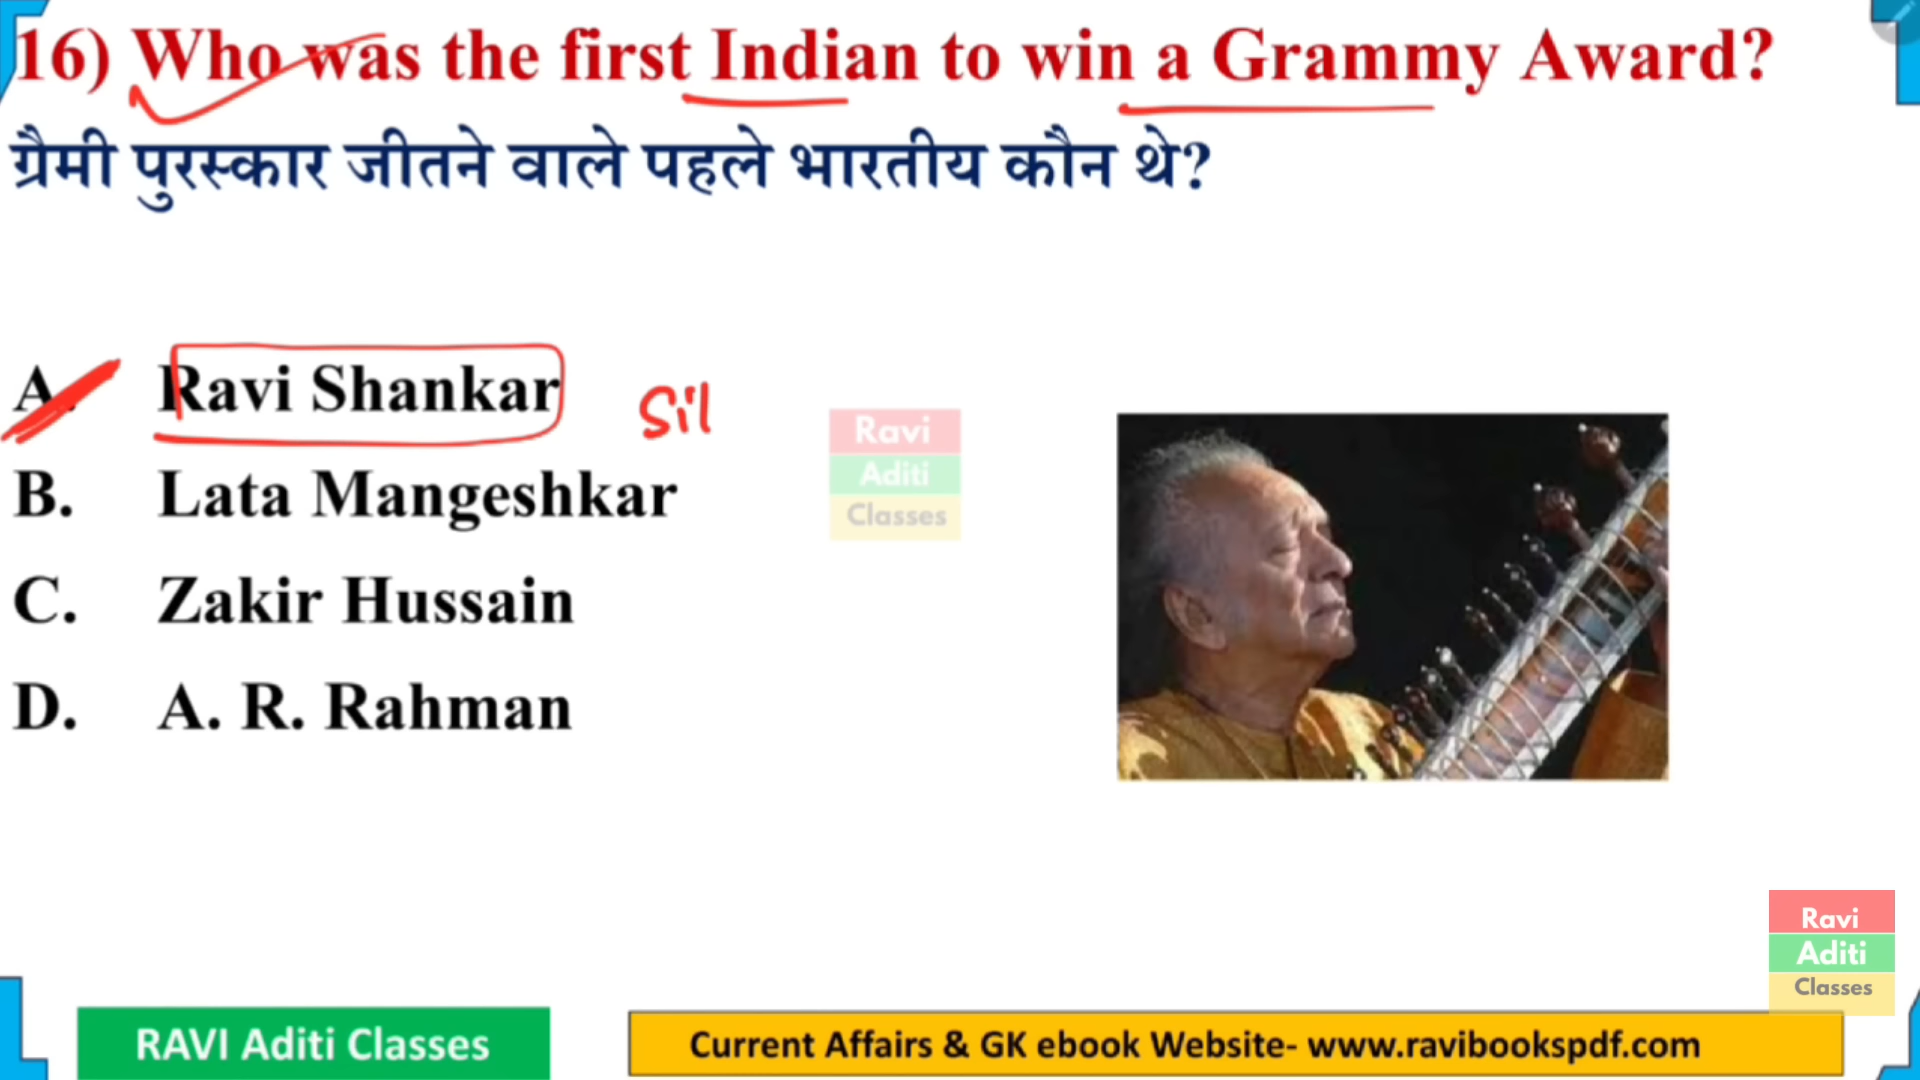 16) Who was the first Indian to win a Grammy Award?
ग्रैमी पुरस्कार जीतने वाले पहले भारतीय कौन थे?
A. Ravi Shankar
Sil
B. Lata Mangeshkar
C. Zakir Hussain
D. A. R. Rahman
Ravi
Aditi
Classes
Ravi
Aditi
Classes
RAVI Aditi Classes
Current Affairs & GK ebook Website- www.ravibookspdf.com